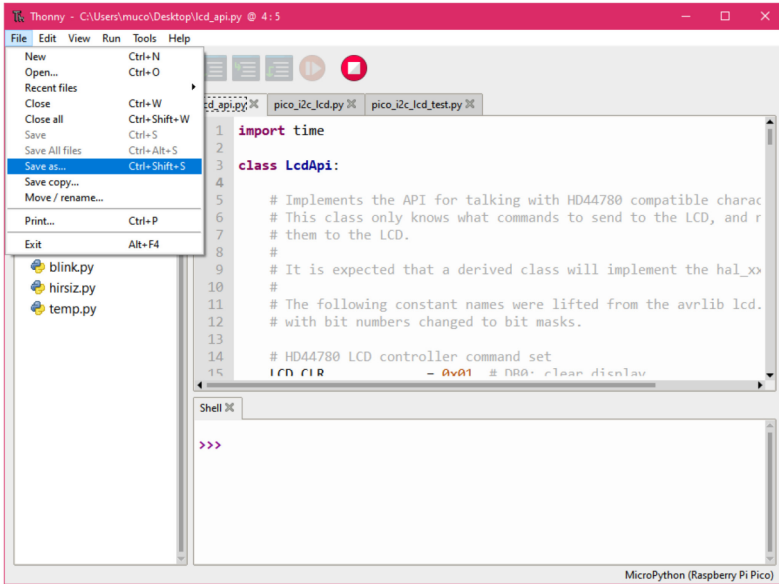 Thonny - C:\Users\muco\Desktop\lcd_api.py @ 4:5
File Edit View Run Tools Help
New Ctrl+N
Open... Ctrl+O
Recent files
Close Ctrl+W
Close all Ctrl+Shift+W
Save Ctrl+S
Save All files Ctrl+Alt+S
Save as... Ctrl+Shift+S
Save copy...
Move / rename...
Print... Ctrl+P
Exit Alt+F4
blink.py
hirsiz.py
temp.py
cd_api.py pico_i2c_lcd.py pico_i2c_lcd_test.py
1 import time
2
3 class LcdApi:
4
5 # Implements the API for talking with HD44780 compatible charac
6 # This class only knows what commands to send to the LCD, and
7 # them to the LCD.
8 #
9 # It is expected that a derived class will implement the hal_xx
10 #
11 # The following constant names were lifted from the avrlib lcd.
12 # with bit numbers changed to bit masks.
13
14 # HD44780 LCD controller command set
15 LCD_CLR = 0x01 # DB0: clear display
Shell
>>>
MicroPython (Raspberry Pi Pico)